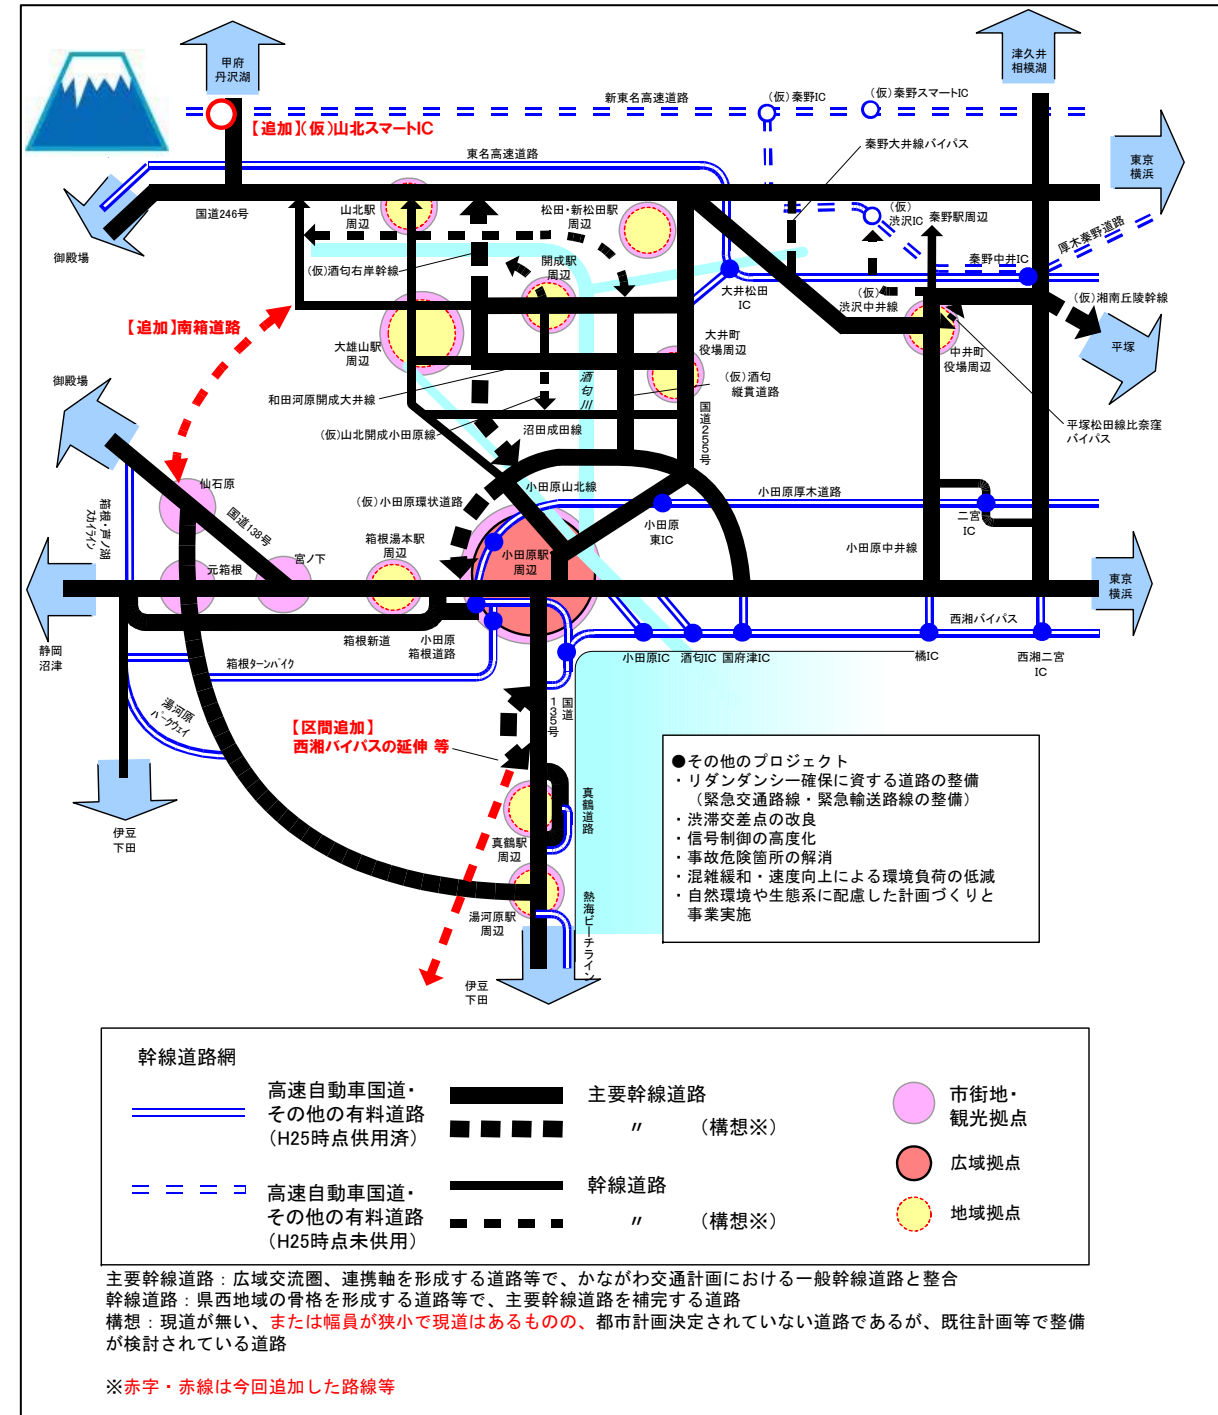 甲府
丹沢湖
津久井
相模湖
新東名高速道路
(仮)秦野IC
(仮)秦野スマートIC
【追加】(仮)山北スマートIC
秦野大井線バイパス
東名高速道路
東京
横浜
国道246号
山北駅
周辺
松田・新松田駅
周辺
(仮)
渋沢IC
秦野駅周辺
厚木秦野道路
御殿場
(仮)酒匂右岸幹線
開成駅
周辺
秦野中井IC
大井松田
IC
(仮)
渋沢中井線
(仮)湘南丘陵幹線
【追加】南箱道路
大雄山駅
周辺
大井町
役場周辺
中井町
役場周辺
平塚
御殿場
和田河原開成大井線
酒匂川
(仮)酒匂
縦貫道路
国道255号
(仮)山北開成小田原線
沼田成田線
平塚松田線比奈窪
バイパス
仙石原
小田原山北線
小田原厚木道路
(仮)小田原環状道路
箱根・芦ノ湖
スカイライン
国道138号
小田原
東IC
二宮
IC
箱根湯本駅
周辺
小田原駅
周辺
小田原中井線
元箱根
宮ノ下
東京
横浜
静岡
沼津
箱根新道
小田原
箱根道路
西湘バイパス
小田原IC
酒匂IC
国府津IC
橘IC
西湘二宮
IC
箱根ターンパイク
湯河原
パークウェイ
国道
135号
【区間追加】
西湘バイパスの延伸 等
●その他のプロジェクト
・リダンダンシー確保に資する道路の整備
(緊急交通路線・緊急輸送路線の整備)
・渋滞交差点の改良
・信号制御の高度化
・事故危険箇所の解消
・混雑緩和・速度向上による環境負荷の低減
・自然環境や生態系に配慮した計画づくりと
事業実施
真鶴道路
伊豆
下田
真鶴駅
周辺
熱海ビーチライン
湯河原駅
周辺
伊豆
下田
幹線道路網
高速自動車国道・
その他の有料道路
(H25時点供用済)
主要幹線道路
〃 (構想※)
市街地・
観光拠点
広域拠点
高速自動車国道・
その他の有料道路
(H25時点未供用)
幹線道路
〃 (構想※)
地域拠点
主要幹線道路：広域交流圏、連携軸を形成する道路等で、かながわ交通計画における一般幹線道路と整合
幹線道路：県西地域の骨格を形成する道路等で、主要幹線道路を補完する道路
構想：現道が無い、または幅員が狭小で現道はあるものの、都市計画決定されていない道路であるが、既往計画等で整備
が検討されている道路
※赤字・赤線は今回追加した路線等